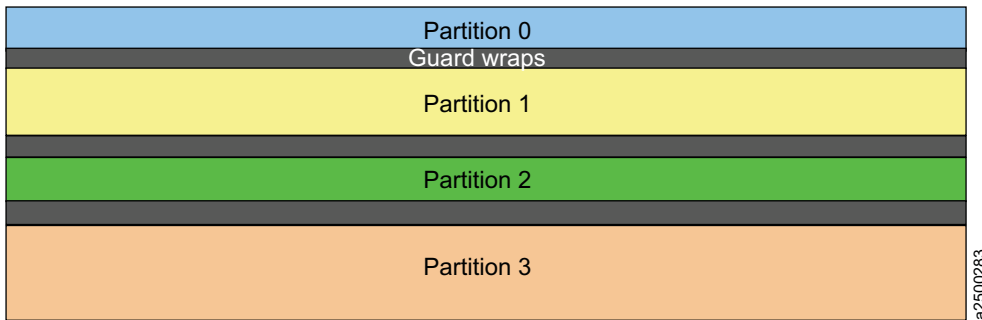 Partition 0
Guard wraps
Partition 1
Partition 2
Partition 3
a2500283